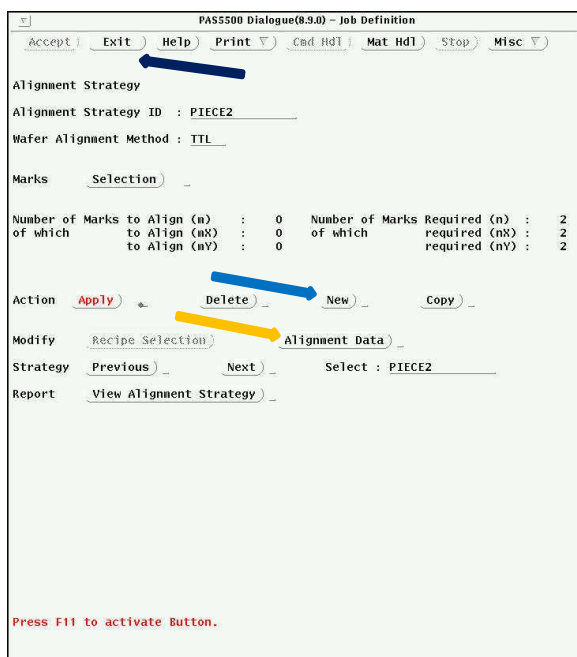 PAS5500 Dialogue(8.9.0) – Job Definition
Accept Exit Help Print Cmd Hdl Mat Hdl Stop Misc
Alignment Strategy
Alignment Strategy ID : PIECE2
Wafer Alignment Method : TTL
Marks Selection
Number of Marks to Align (m) : 0 Number of Marks Required (n) : 2
of which to Align (mX) : 0 of which required (nX) : 2
to Align (mY) : 0 required (nY) : 2
Action Apply Delete New Copy
Modify Recipe Selection Alignment Data
Strategy Previous Next Select : PIECE2
Report View Alignment Strategy
Press F11 to activate Button.